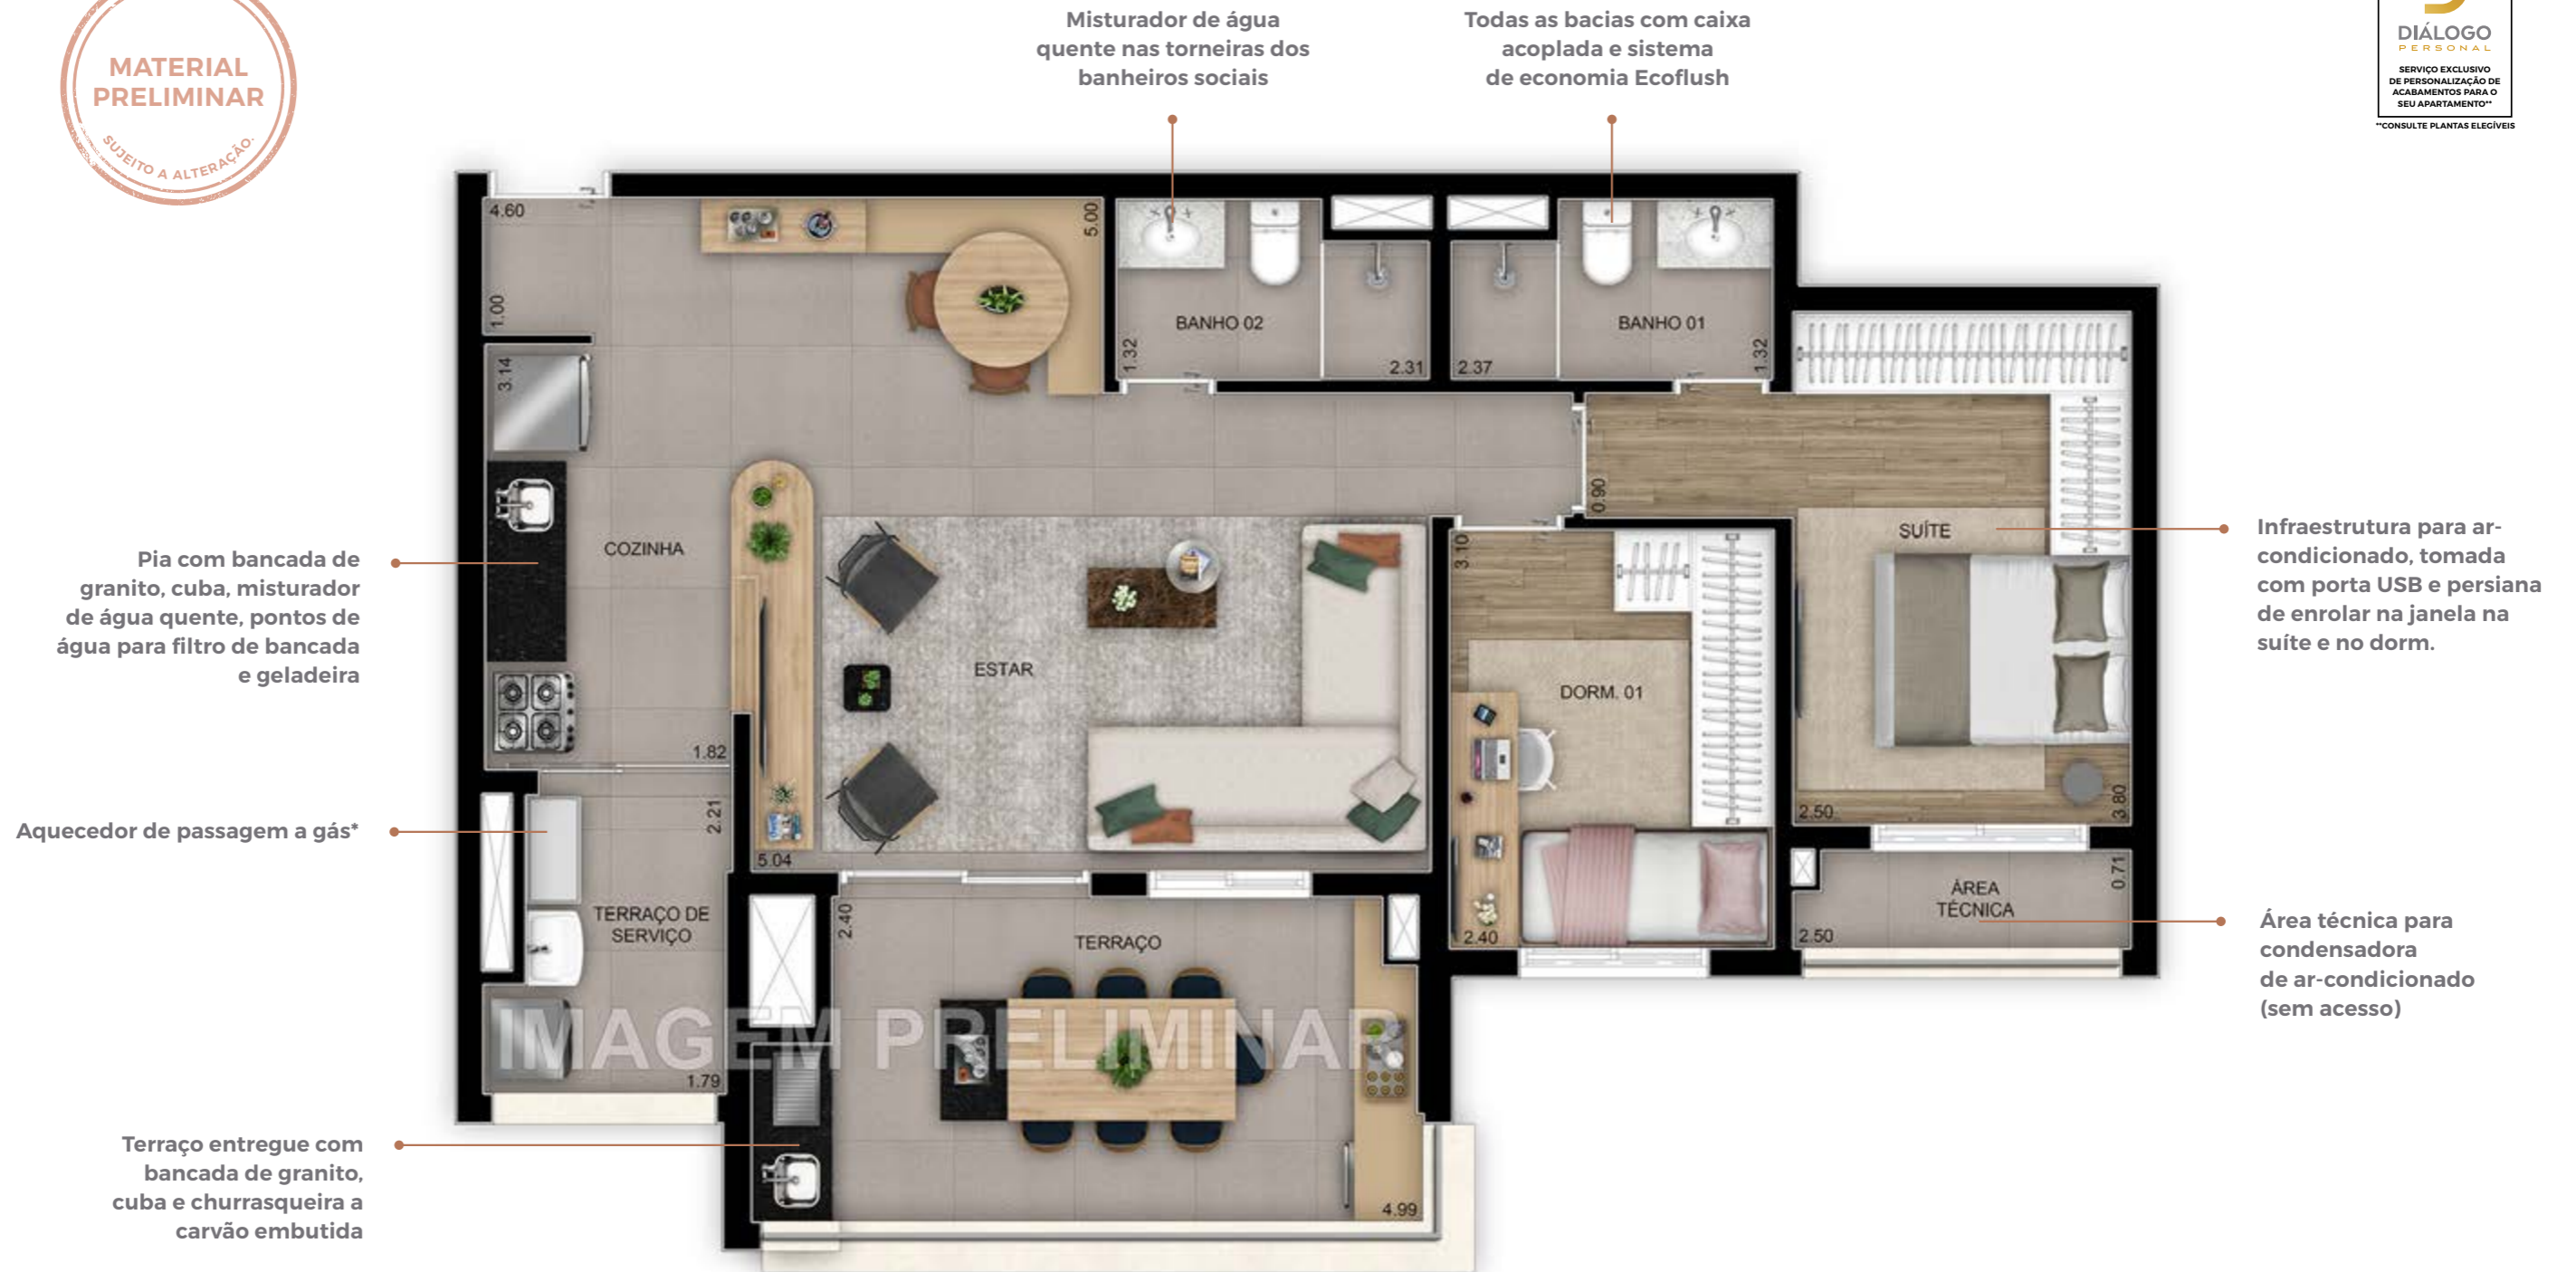 MATERIAL
PRELIMINAR
SUJEITO A ALTERAÇÃO.
Misturador de água
quente nas torneiras dos
banheiros sociais
Todas as bacias com caixa
acoplada e sistema
de economia Ecoflush
DIÁLOGO
PERSONAL
SERVIÇO EXCLUSIVO
DE PERSONALIZAÇÃO DE
ACABAMENTOS PARA O
SEU APARTAMENTO**
**CONSULTE PLANTAS ELEGÍVEIS
4.60
5.00
1.00
BANHO 02
1.32
2.31
BANHO 01
2.37
1.32
3.14
0.90
COZINHA
1.82
Pia com bancada de
granito, cuba, misturador
de água quente, pontos de
água para filtro de bancada
e geladeira
ESTAR
5.04
3.10
DORM. 01
2.40
SUÍTE
2.50
3.80
Infraestrutura para ar-
condicionado, tomada
com porta USB e persiana
de enrolar na janela na
suíte e no dorm.
Aquecedor de passagem a gás*
2.21
TERRAÇO DE
SERVIÇO
1.79
2.40
TERRAÇO
4.99
ÁREA
TÉCNICA
0.71
2.50
Área técnica para
condensadora
de ar-condicionado
(sem acesso)
IMAGEM PRELIMINAR
Terraço entregue com
bancada de granito,
cuba e churrasqueira a
carvão embutida